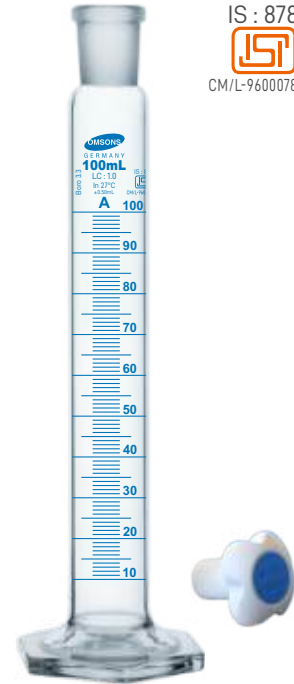 IS : 878
ISI
CM/L-9600078
OMSONS
GERMANY
100mL
LC : 1.0
In 27°C
±0.50mL
Boro 3.3
A
100
90
80
70
60
50
40
30
20
10